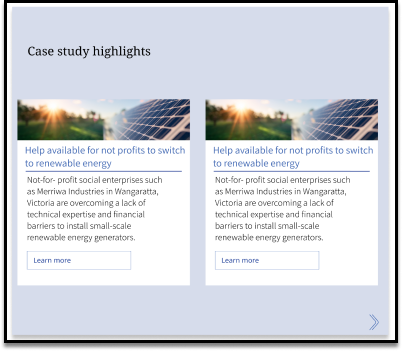 Case study highlights
Help available for not profits to switch
to renewable energy
Not-for- profit social enterprises such
as Merriwa Industries in Wangaratta,
Victoria are overcoming a lack of
technical expertise and financial
barriers to install small-scale
renewable energy generators.
Learn more
Help available for not profits to switch
to renewable energy
Not-for- profit social enterprises such
as Merriwa Industries in Wangaratta,
Victoria are overcoming a lack of
technical expertise and financial
barriers to install small-scale
renewable energy generators.
Learn more